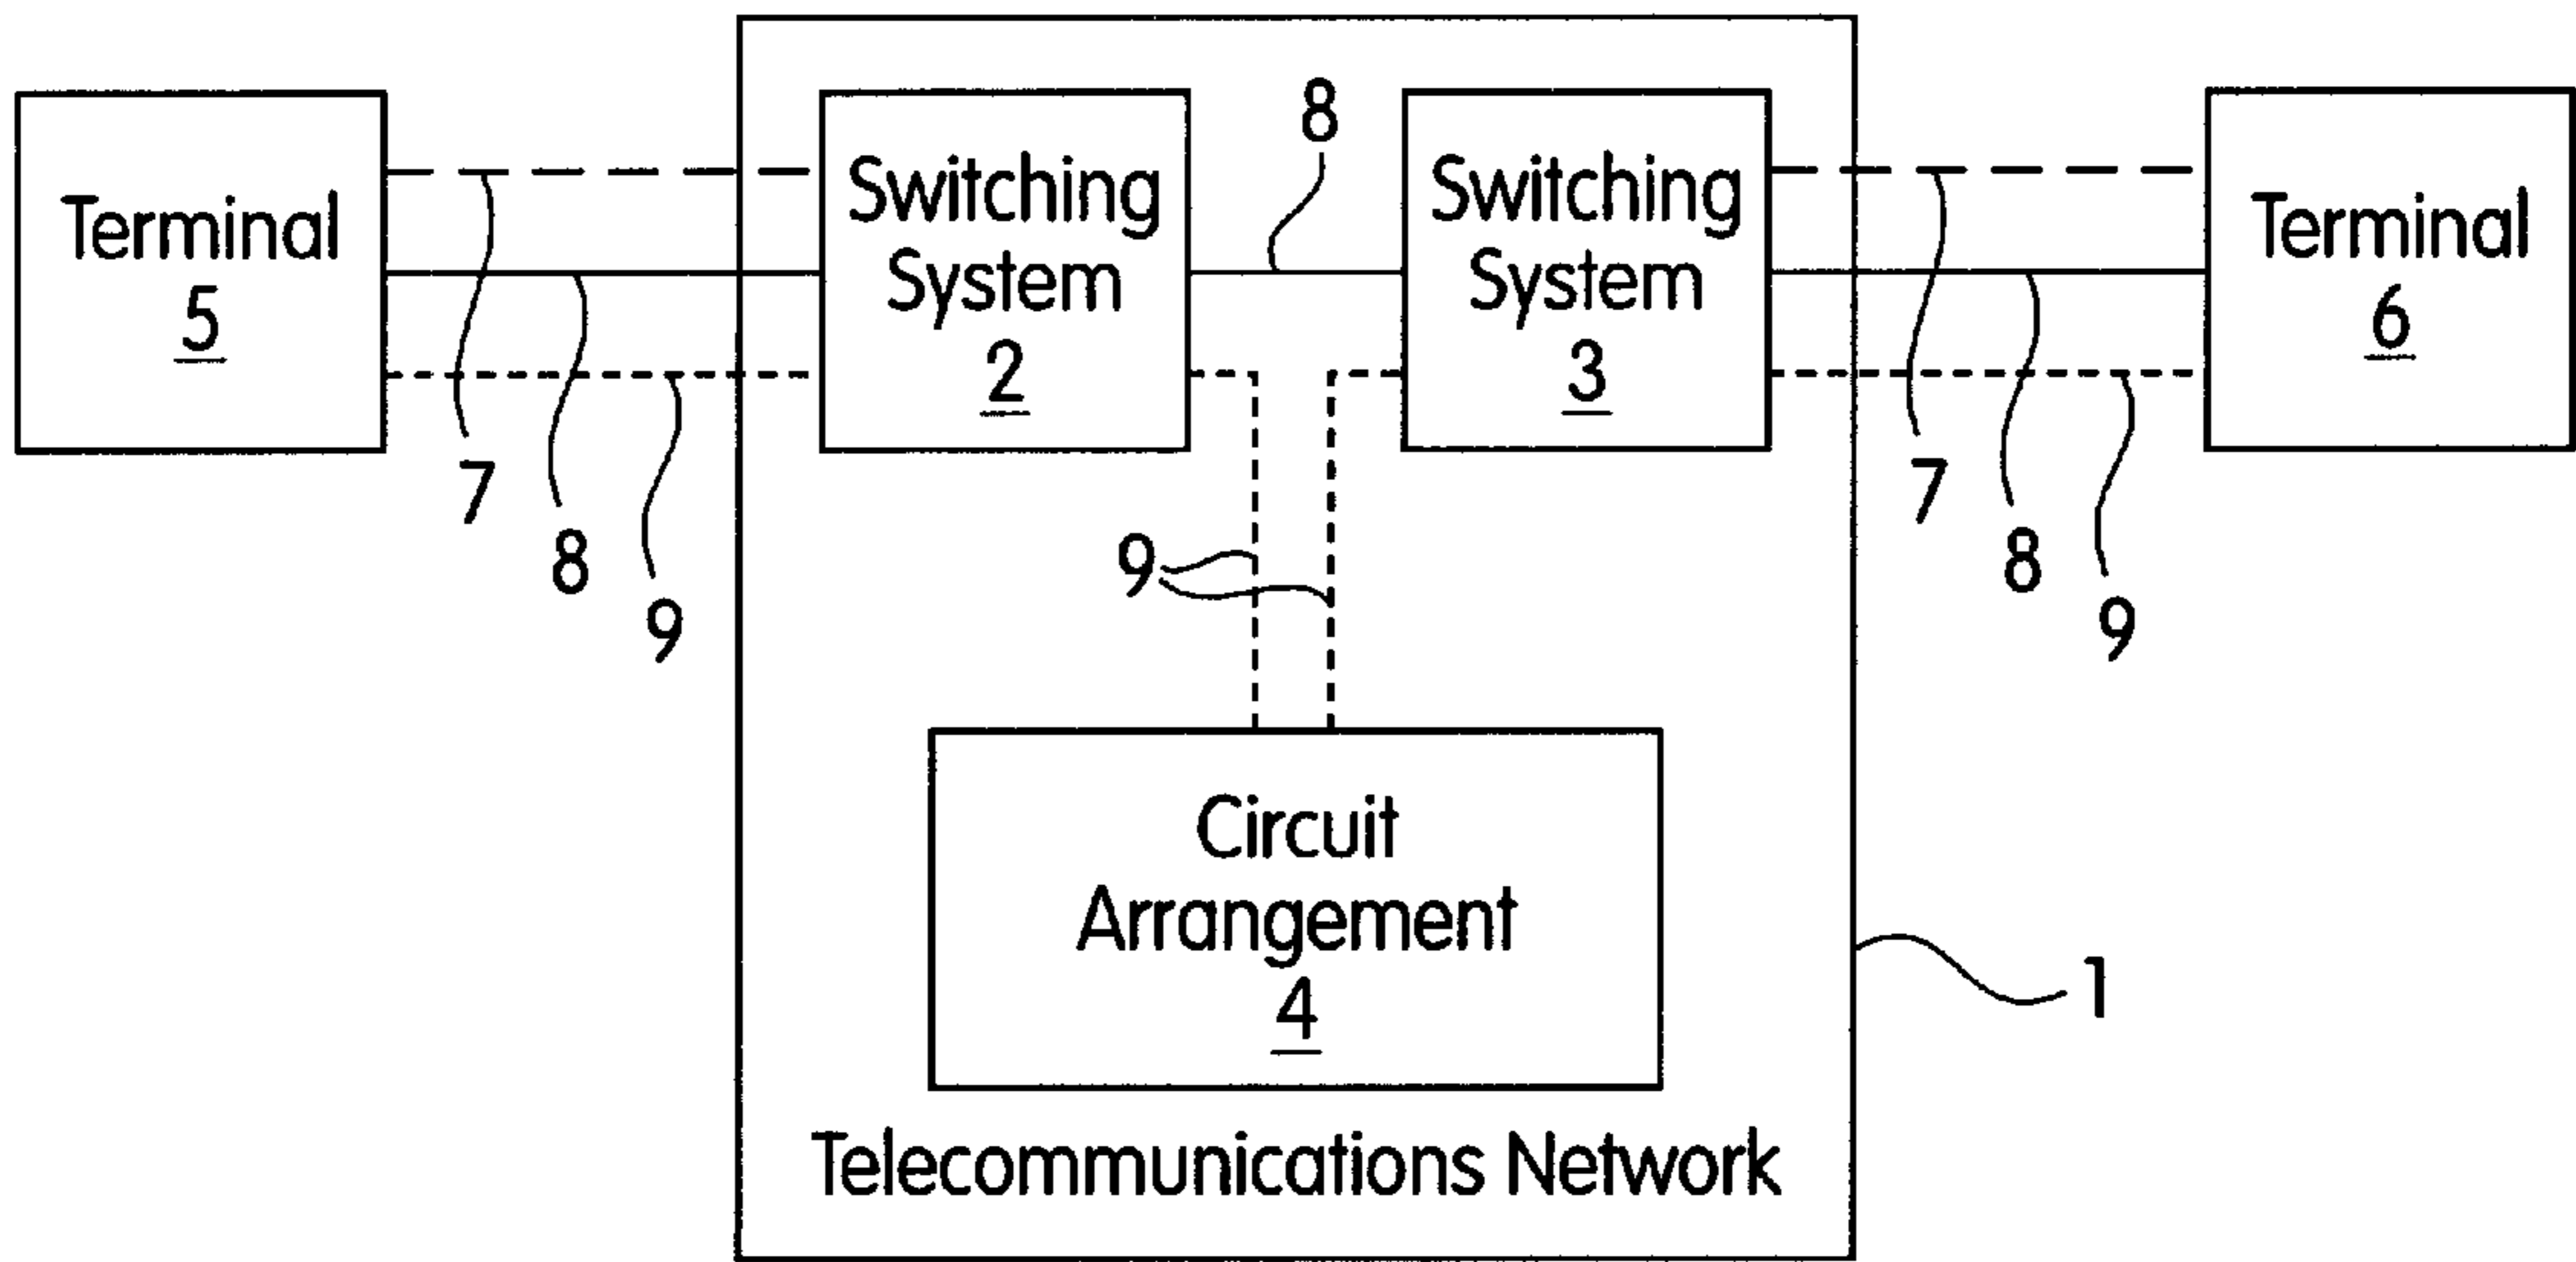 8
Terminal
5
Switching
System
2
Switching
System
3
Terminal
6
7
8
9
9
7
8
9
Circuit
Arrangement
4
1
Telecommunications Network